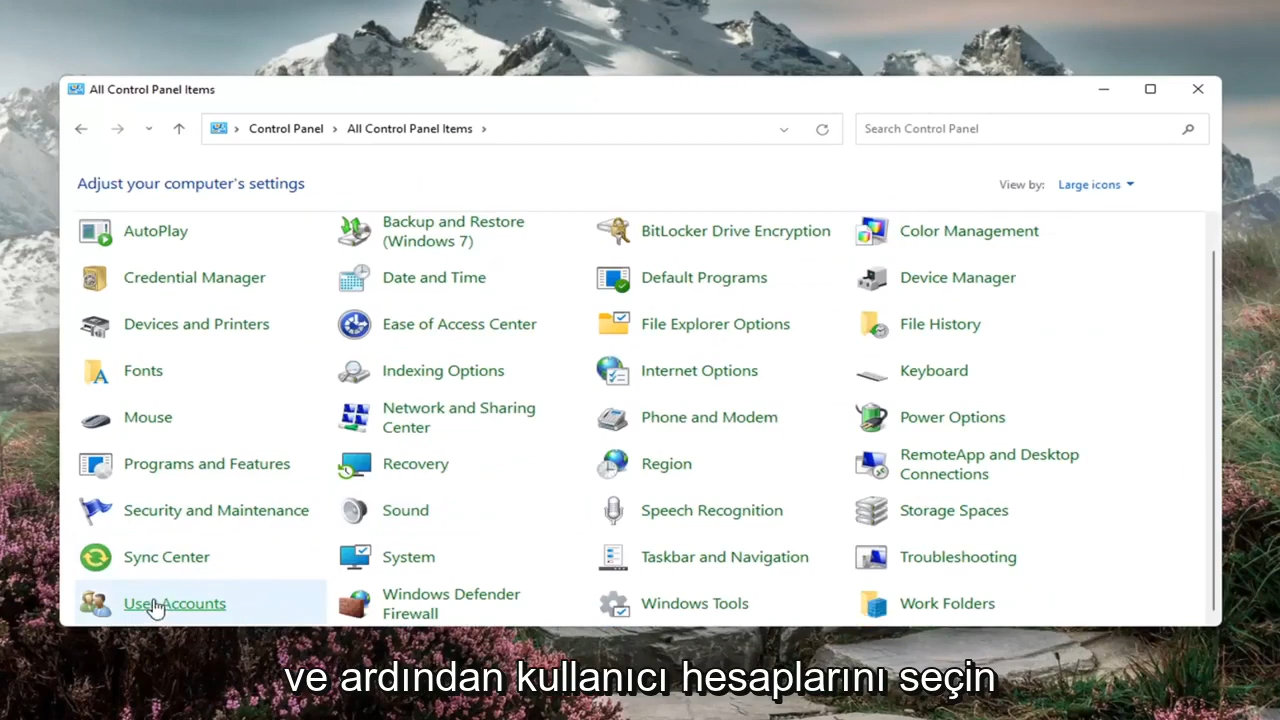 All Control Panel Items
Control Panel All Control Panel Items
Search Control Panel
Adjust your computer's settings
View by: Large icons
AutoPlay
Backup and Restore
(Windows 7)
BitLocker Drive Encryption
Color Management
Credential Manager
Date and Time
Default Programs
Device Manager
Devices and Printers
Ease of Access Center
File Explorer Options
File History
Fonts
Indexing Options
Internet Options
Keyboard
Mouse
Network and Sharing
Center
Phone and Modem
Power Options
Programs and Features
Recovery
Region
RemoteApp and Desktop
Connections
Security and Maintenance
Sound
Speech Recognition
Storage Spaces
Sync Center
System
Taskbar and Navigation
Troubleshooting
User Accounts
Windows Defender
Firewall
Windows Tools
Work Folders
ve ardından kullanıcı hesaplarını seçin